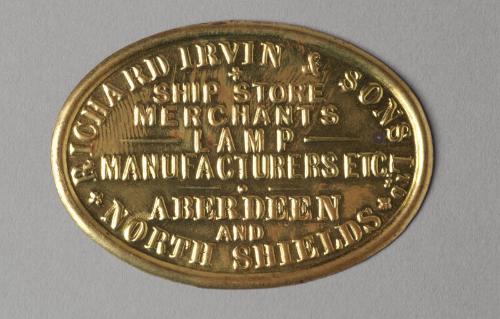 RICHARD IRVIN & SONS LTD.
SHIP STORE
MERCHANTS
LAMP
MANUFACTURERS ETC.
ABERDEEN
AND
NORTH SHIELDS